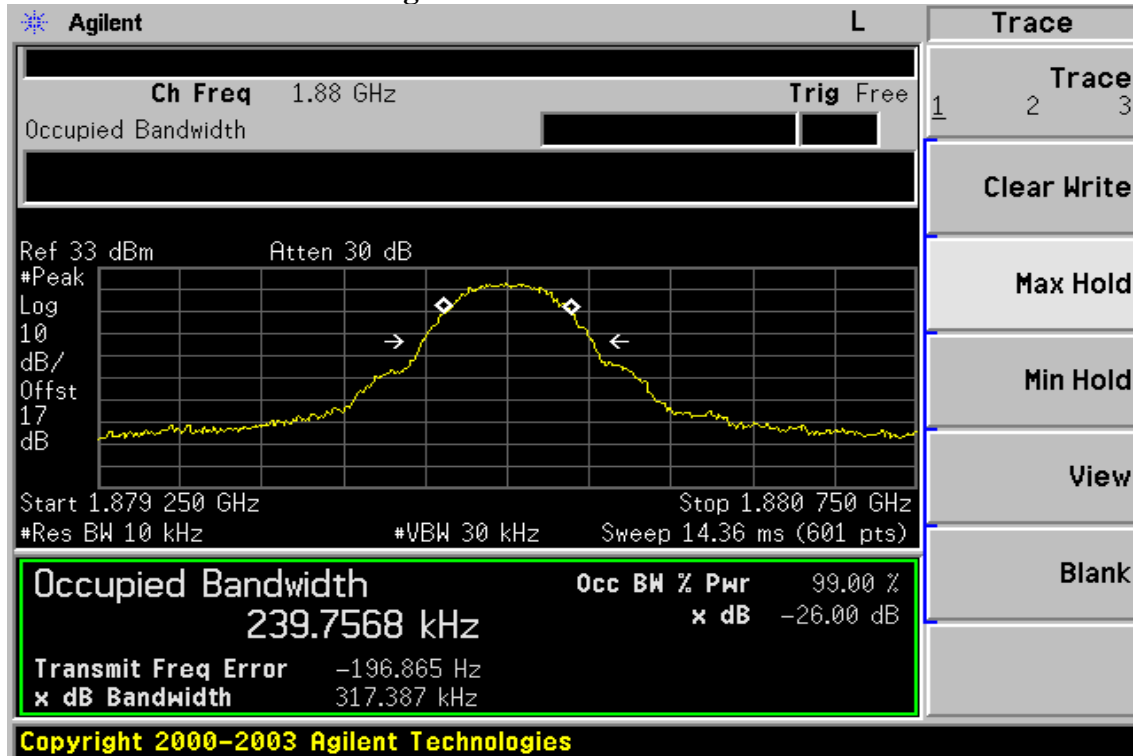 g
Agilent L Trace
Ch Freq 1.88 GHz Trig Free
Occupied Bandwidth
Trace
1 2 3
Clear Write
Ref 33 dBm Atten 30 dB
#Peak
Log
10
dB/
Offst
17
dB
Max Hold
Min Hold
View
Start 1.879 250 GHz Stop 1.880 750 GHz
#Res BW 10 kHz #VBW 30 kHz Sweep 14.36 ms (601 pts)
Blank
Occupied Bandwidth Occ BW % Pwr 99.00 %
239.7568 kHz x dB -26.00 dB
Transmit Freq Error -196.865 Hz
x dB Bandwidth 317.387 kHz
Copyright 2000-2003 Agilent Technologies